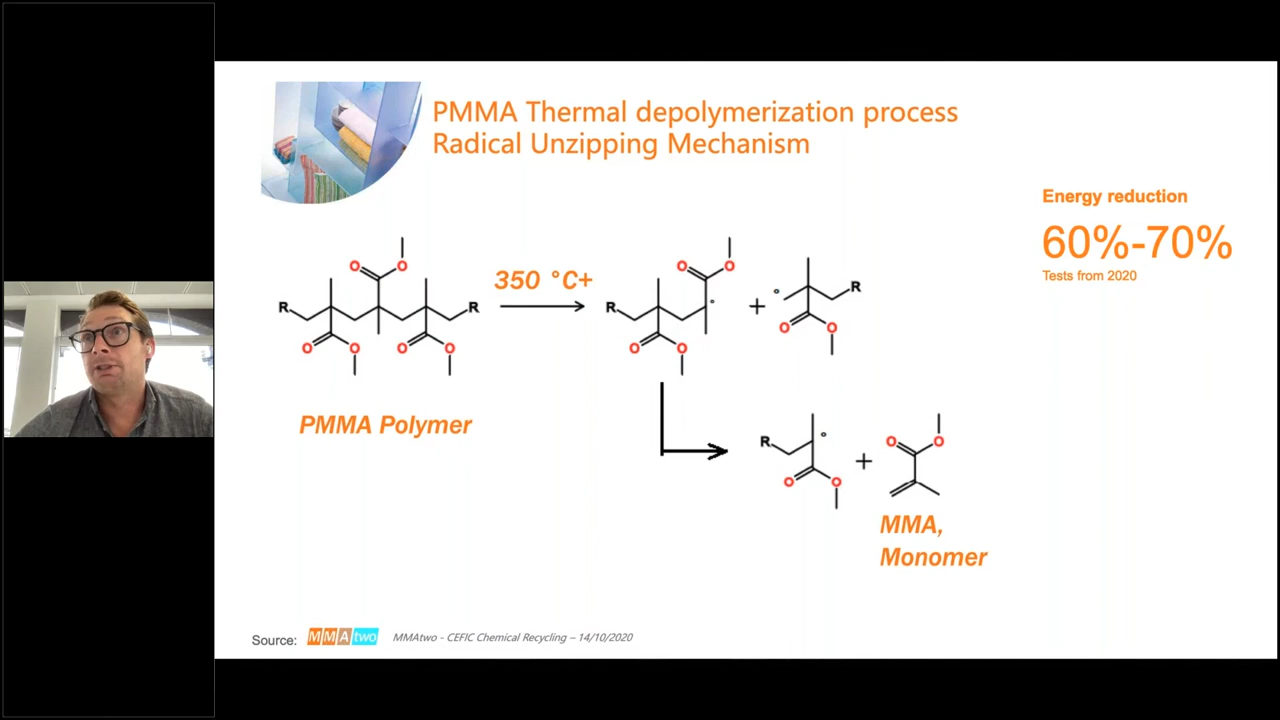 PMMA Thermal depolymerization process
Radical Unzipping Mechanism
Energy reduction
60%-70%
Tests from 2020
350 °C+
R
O
O
O
O
O
O
R
R
O
O
O
O
+
R
O
O
PMMA Polymer
R
O
O
+
O
O
MMA,
Monomer
Source:
MMAtwo
MMAtwo - CEFIC Chemical Recycling – 14/10/2020